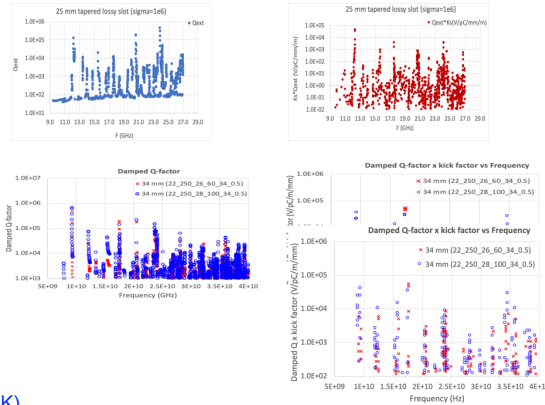 25 mm tapered lossy slot (sigma=1e6)
Qext
1.0E+06
1.0E+05
1.0E+04
1.0E+03
1.0E+02
1.0E+01
Qext
9.0 11.0 13.0 15.0 17.0 19.0 21.0 23.0 25.0 27.0 29.0
F (GHz)
25 mm tapered lossy slot (sigma=1e6)
Qext*Ks(V/pC/mm/m)
1.0E+05
1.0E+04
1.0E+03
1.0E+02
1.0E+01
1.0E+00
1.0E-01
1.0E-02
Ks*Qext (V/pC/mm/m)
9.0 11.0 13.0 15.0 17.0 19.0 21.0 23.0 25.0 27.0 29.0
F (GHz)
Damped Q-factor
34 mm (22_250_26_60_34_0.5)
34 mm (22_250_28_100_34_0.5)
1.0E+07
1.0E+06
1.0E+05
1.0E+04
1.0E+03
Damped Q-factor
5E+09 1E+10 1.5E+10 2E+10 2.5E+10 3E+10 3.5E+10 4E+10
Frequency (GHz)
Damped Q-factor x kick factor vs Frequency
34 mm (22_250_26_60_34_0.5)
34 mm (22_250_28_100_34_0.5)
1.0E+06
1.0E+05
Damped Q-factor x kick factor vs Frequency
34 mm (22_250_26_60_34_0.5)
34 mm (22_250_28_100_34_0.5)
1.0E+06
1.0E+05
1.0E+04
1.0E+03
1.0E+02
Damped Q x kick factor (V/pC/m/mm)
5E+09 1E+10 1.5E+10 2E+10 2.5E+10 3E+10 3.5E+10 4E+1
Frequency (Hz)
K)